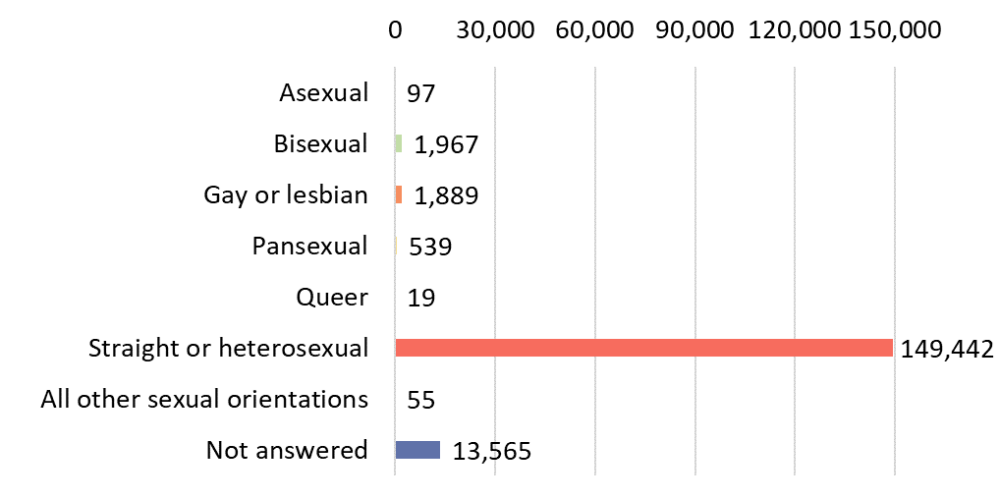 0 30,000 60,000 90,000 120,000 150,000
Asexual 97
Bisexual 1,967
Gay or lesbian 1,889
Pansexual 539
Queer 19
Straight or heterosexual 149,442
All other sexual orientations 55
Not answered 13,565